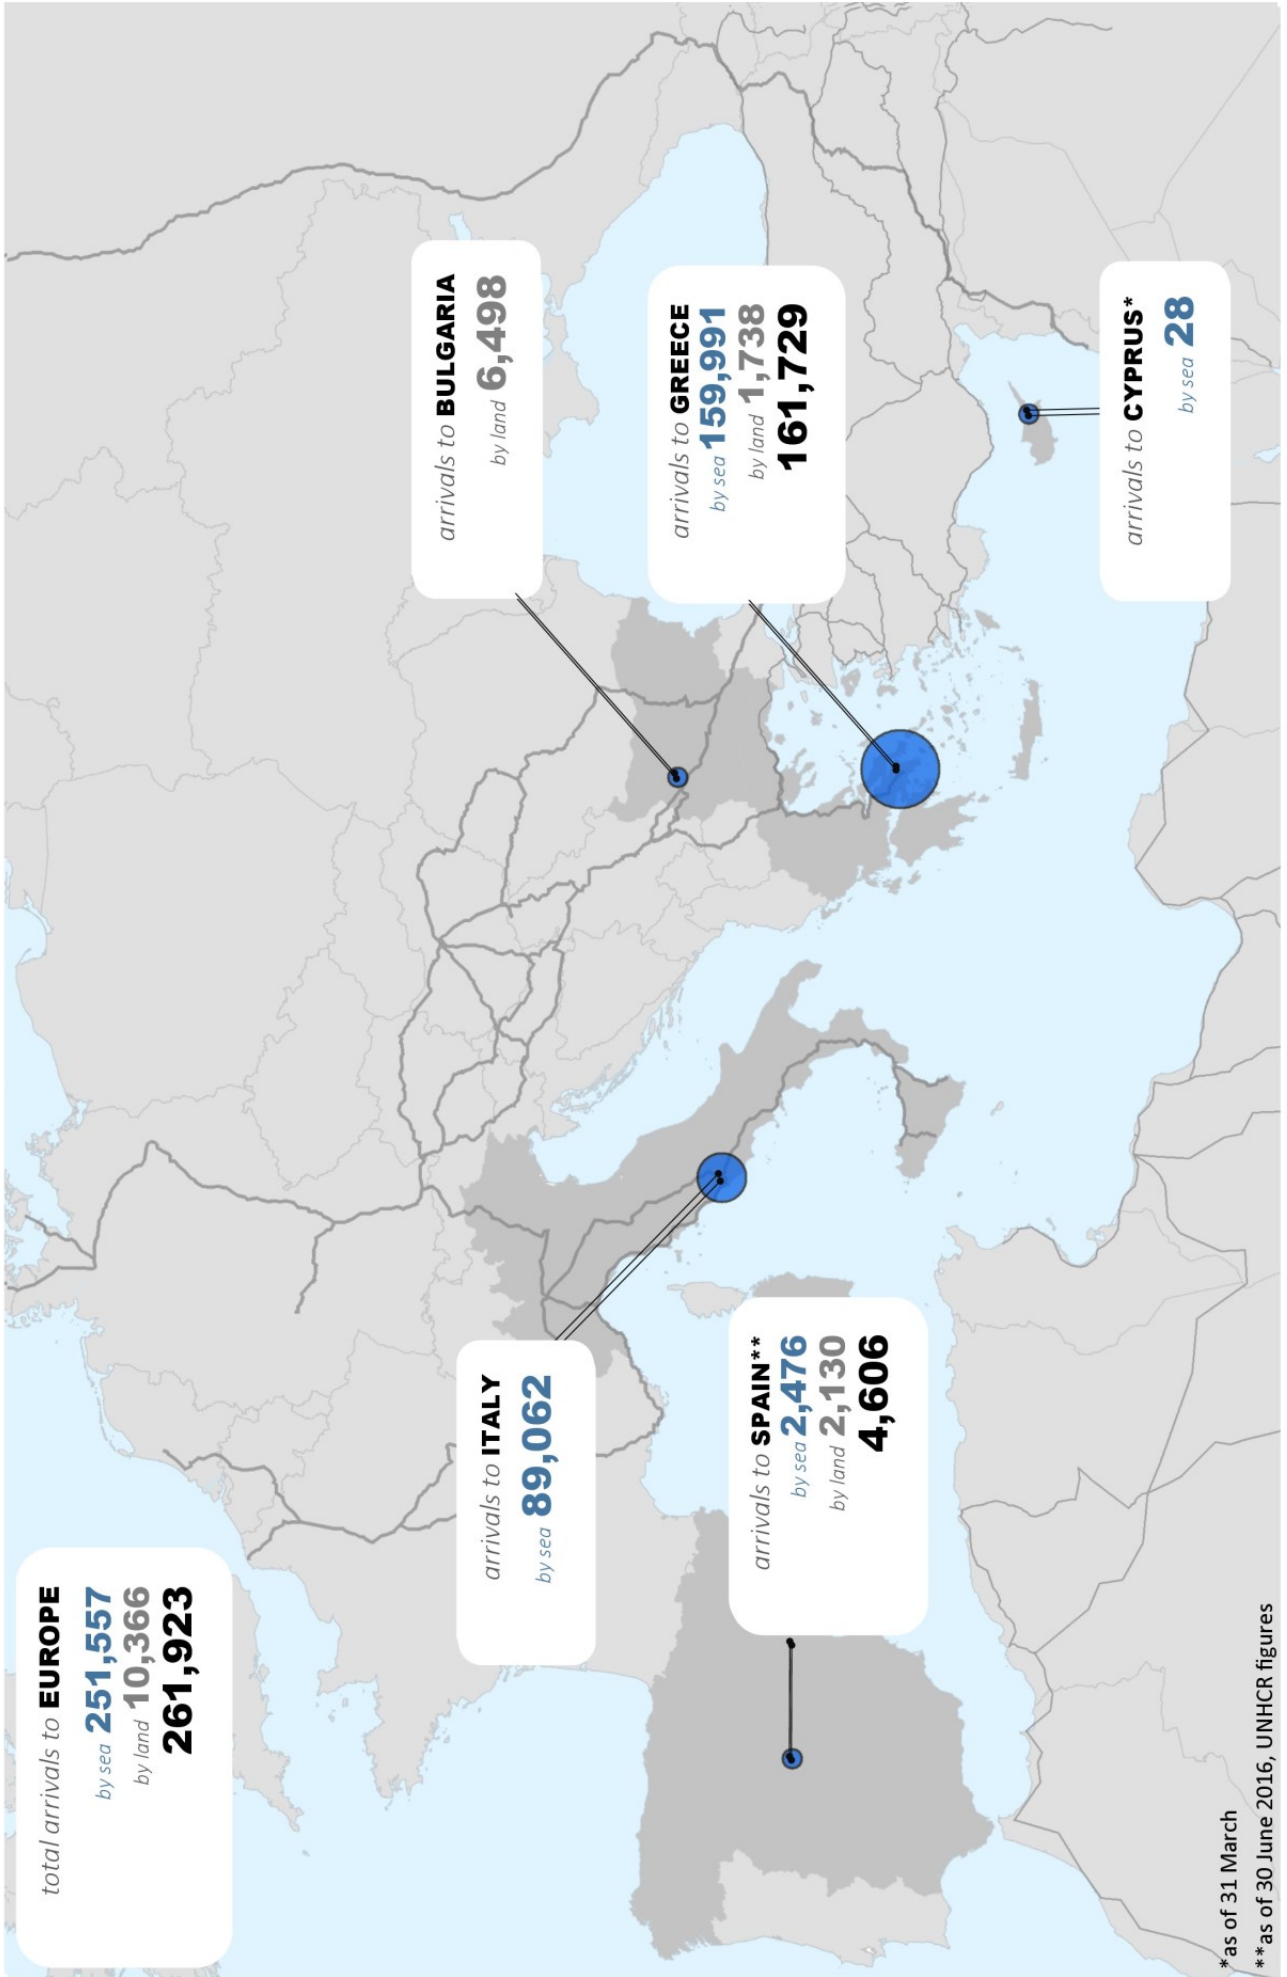 total arrivals to EUROPE
by sea 251,557
by land 10,366
261,923
arrivals to ITALY
by sea 89,062
arrivals to SPAIN**
by sea 2,476
by land 2,130
4,606
arrivals to BULGARIA
by land 6,498
arrivals to GREECE
by sea 159,991
by land 1,738
161,729
arrivals to CYPRUS*
by sea 28
*as of 31 March
**as of 30 June 2016, UNHCR figures